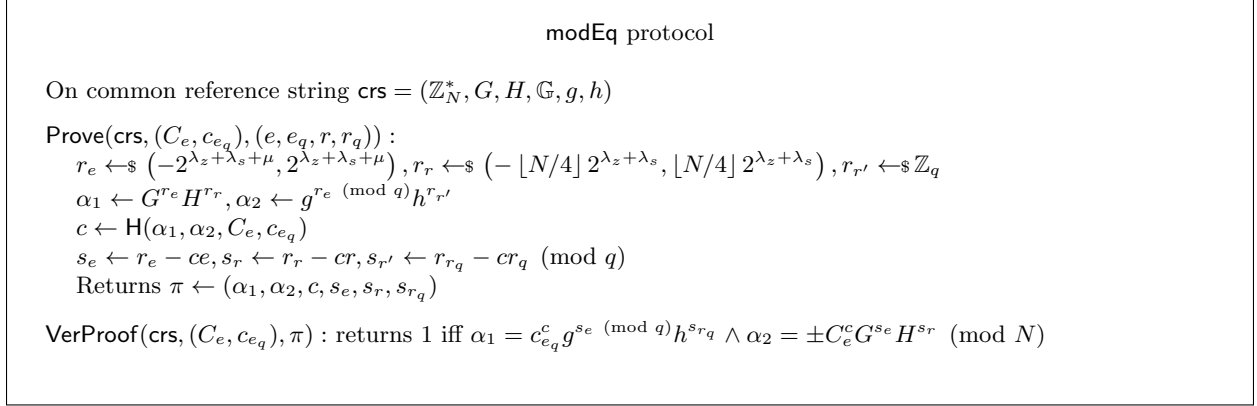 modEq protocol
On common reference string crs = (ℤ*_N, G, H, 𝔾, g, h)
Prove(crs, (C_e, c_{e_q}), (e, e_q, r, r_q)) :
r_e ←$ (−2^{λ_z+λ_s+μ}, 2^{λ_z+λ_s+μ}), r_r ←$ (−⌊N/4⌋ 2^{λ_z+λ_s}, ⌊N/4⌋ 2^{λ_z+λ_s}), r_{r′} ←$ ℤ_q
α_1 ← G^{r_e} H^{r_r}, α_2 ← g^{r_e (mod q)} h^{r_{r′}}
c ← H(α_1, α_2, C_e, c_{e_q})
s_e ← r_e − ce, s_r ← r_r − cr, s_{r′} ← r_{r_q} − cr_q (mod q)
Returns π ← (α_1, α_2, c, s_e, s_r, s_{r_q})
VerProof(crs, (C_e, c_{e_q}), π) : returns 1 iff α_1 = c_{e_q}^c g^{s_e (mod q)} h^{s_{r_q}} ∧ α_2 = ±C_e^c G^{s_e} H^{s_r} (mod N)